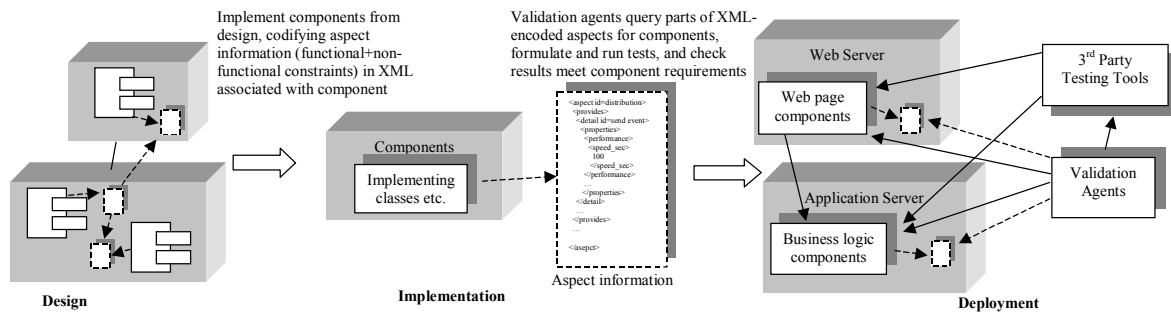 Implement components from
design, codifying aspect
information (functional+non-
functional constraints) in XML
associated with component
Validation agents query parts of XML-
encoded aspects for components,
formulate and run tests, and check
results meet component requirements
Components
Implementing
classes etc.
<aspect id=distribution>
<provides>
<detail id=send event>
<properties>
<performance>
<speed_sec>
100
</speed_sec>
</performance>
…
</properties>
</detail>
…
</provides>
…
</asepct>
Aspect information
Web Server
Web page
components
Application Server
Business logic
components
3rd Party
Testing Tools
Validation
Agents
Design
Implementation
Deployment